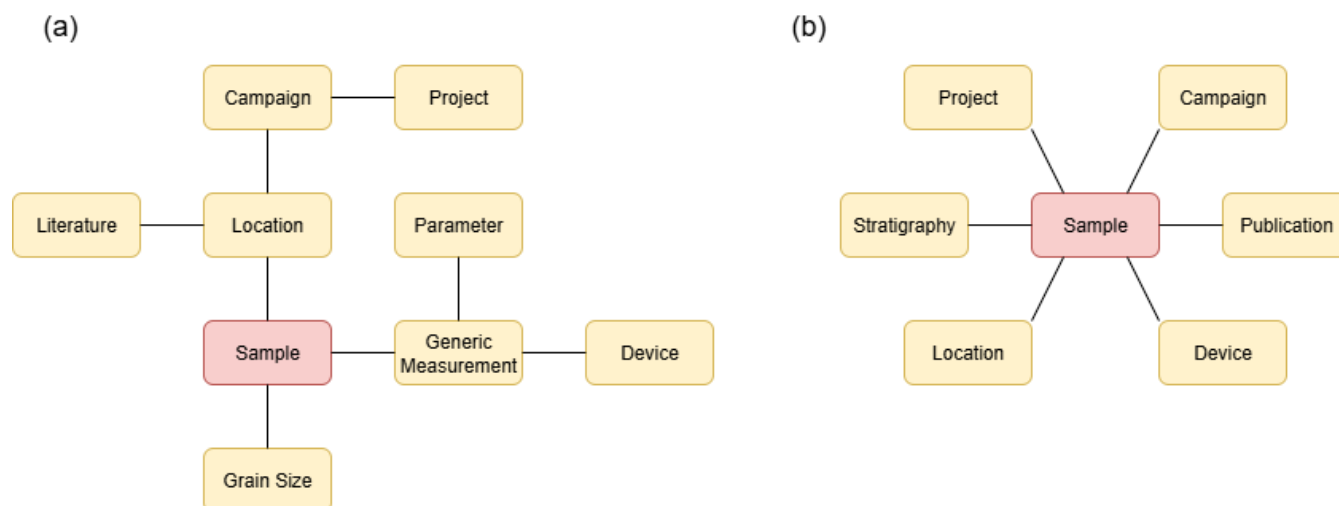 (a)
Campaign
Project
Literature
Location
Parameter
Sample
Generic
Measurement
Device
Grain Size
(b)
Project
Campaign
Stratigraphy
Sample
Publication
Location
Device